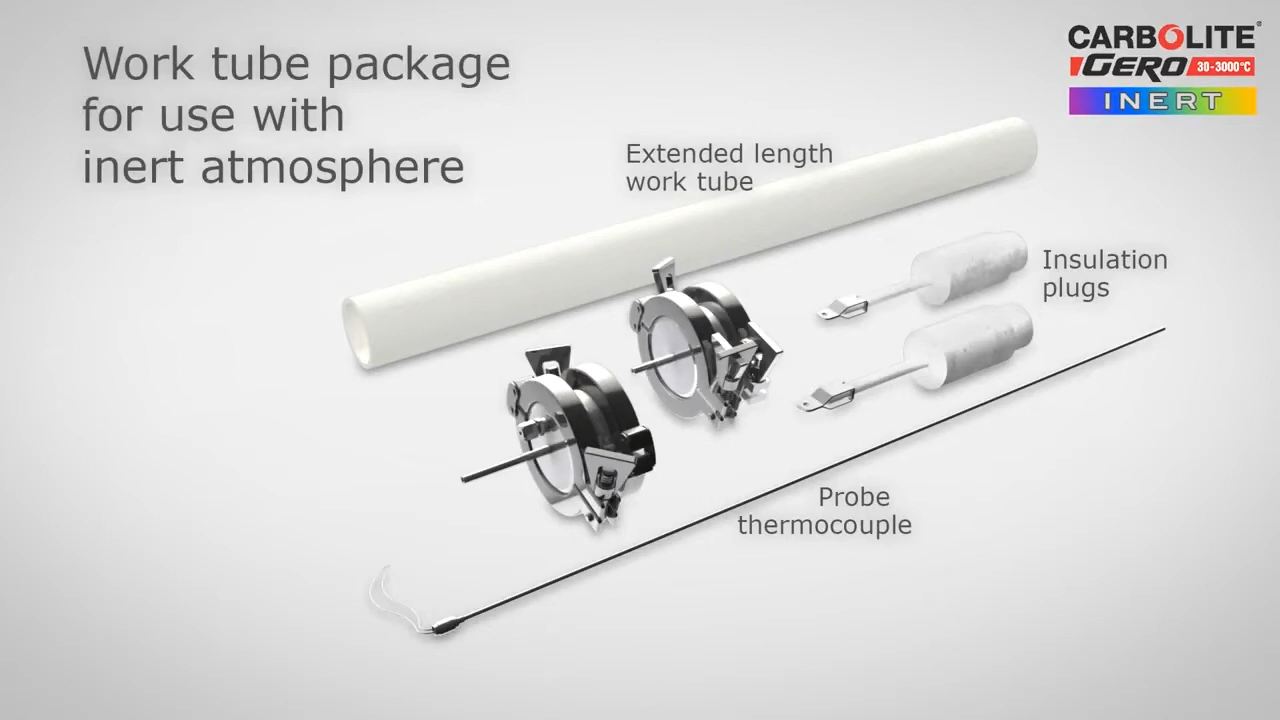 Work tube package
for use with
inert atmosphere
CARBOLITE®
GERO 30-3000°C
INERT
Extended length
work tube
Insulation
plugs
Probe
thermocouple